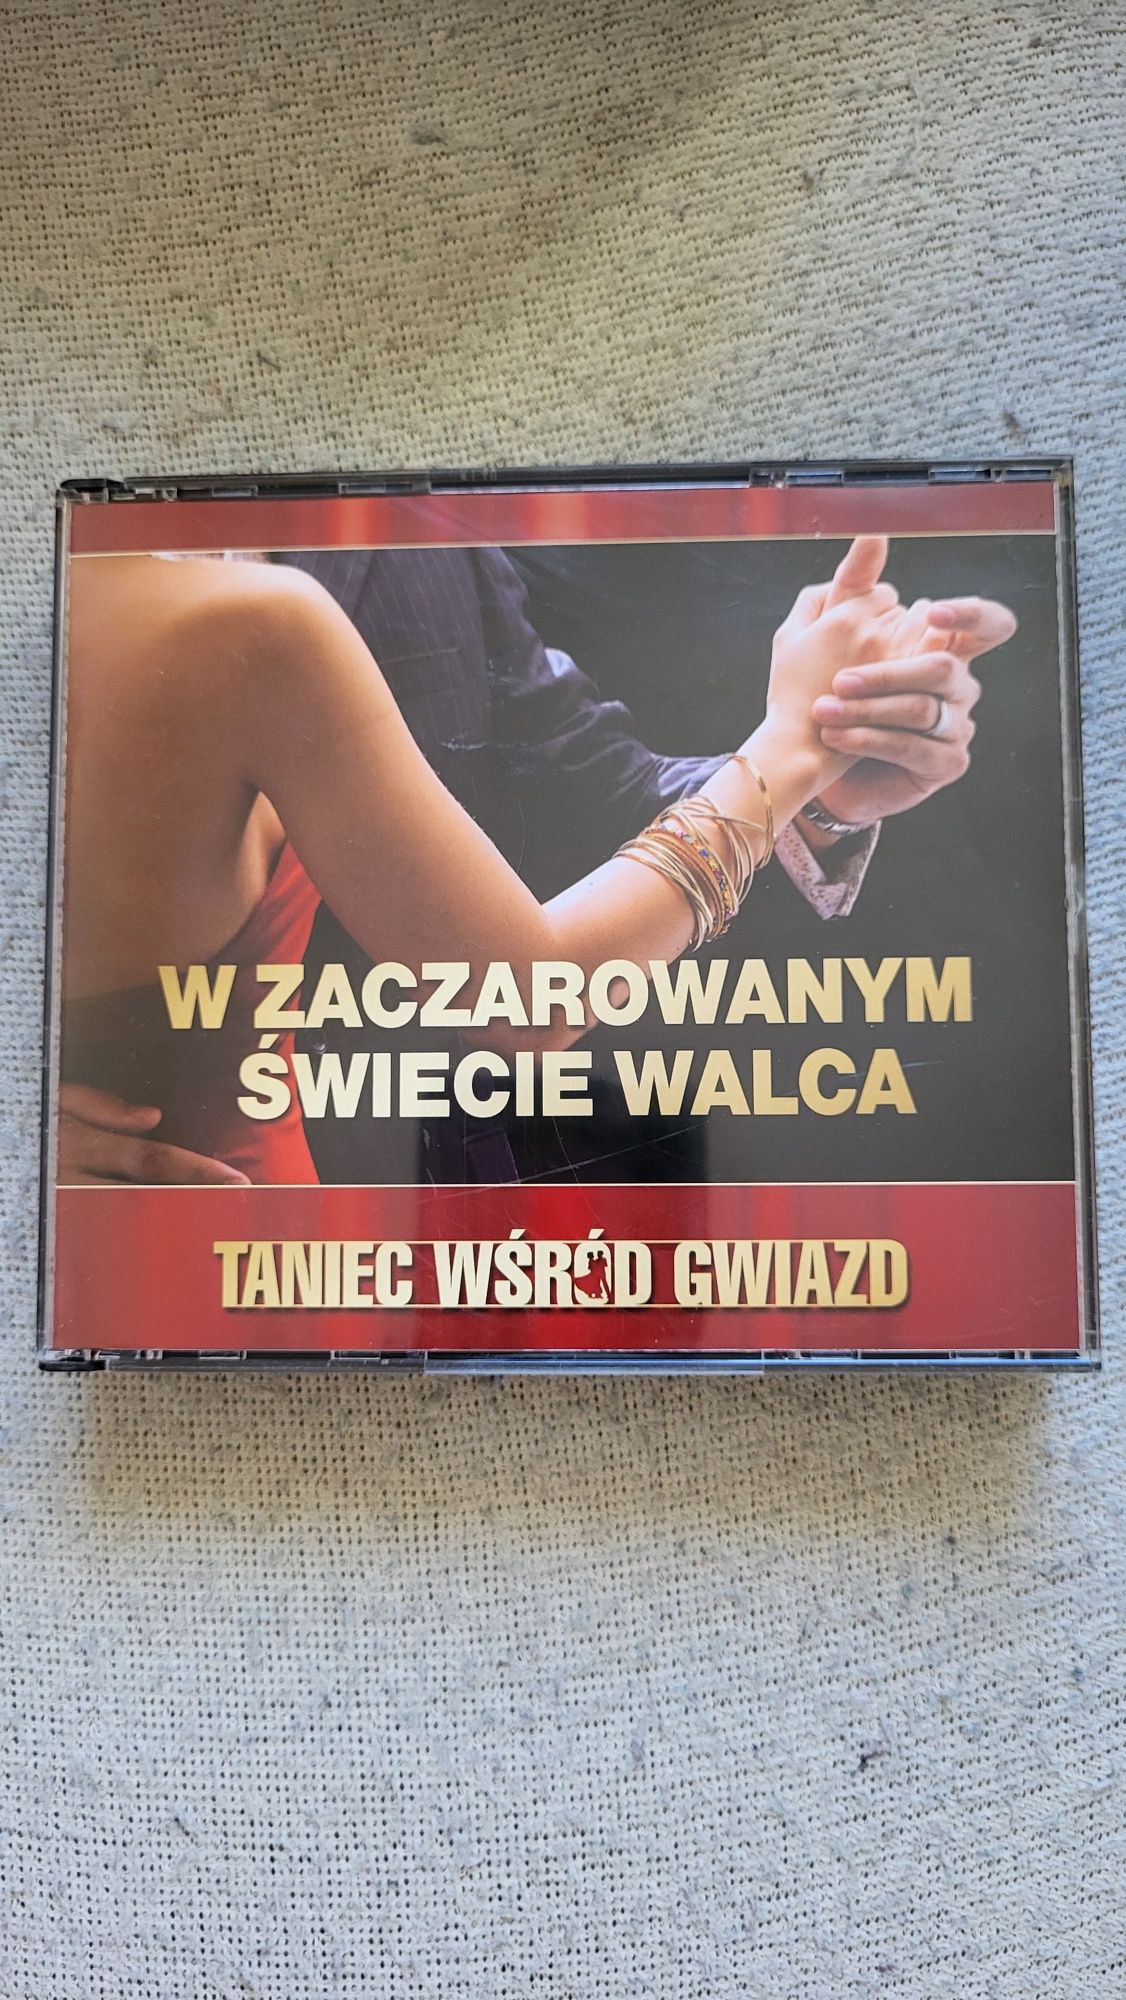 W ZACZAROWANYM
ŚWIECIE WALCA
TANIEC WŚRÓD GWIAZD